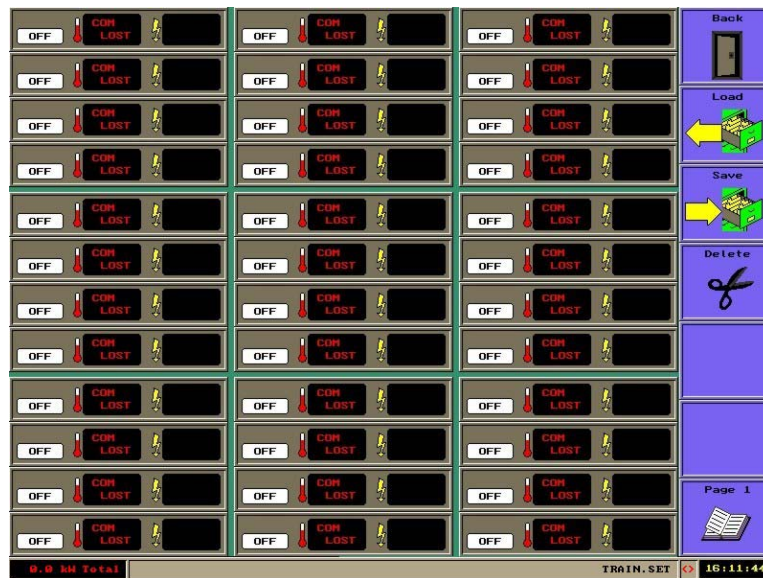 OFF COM LOST OFF COM LOST OFF COM LOST Back
OFF COM LOST OFF COM LOST OFF COM LOST
OFF COM LOST OFF COM LOST OFF COM LOST Load
OFF COM LOST OFF COM LOST OFF COM LOST
OFF COM LOST OFF COM LOST OFF COM LOST Save
OFF COM LOST OFF COM LOST OFF COM LOST Delete
OFF COM LOST OFF COM LOST OFF COM LOST
OFF COM LOST OFF COM LOST OFF COM LOST
OFF COM LOST OFF COM LOST OFF COM LOST
OFF COM LOST OFF COM LOST OFF COM LOST
OFF COM LOST OFF COM LOST OFF COM LOST Page 1
OFF COM LOST OFF COM LOST OFF COM LOST
0.0 kW Total TRAIN.SET <> 16:11:44